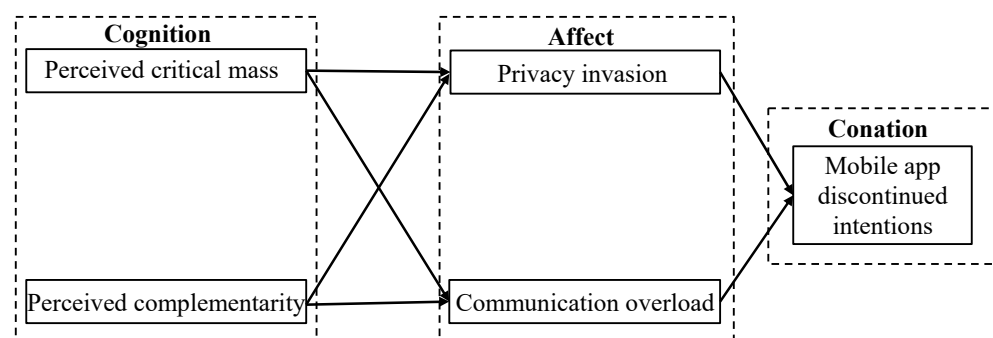 Cognition
Perceived critical mass
Perceived complementarity
Affect
Privacy invasion
Communication overload
Conation
Mobile app
discontinued
intentions